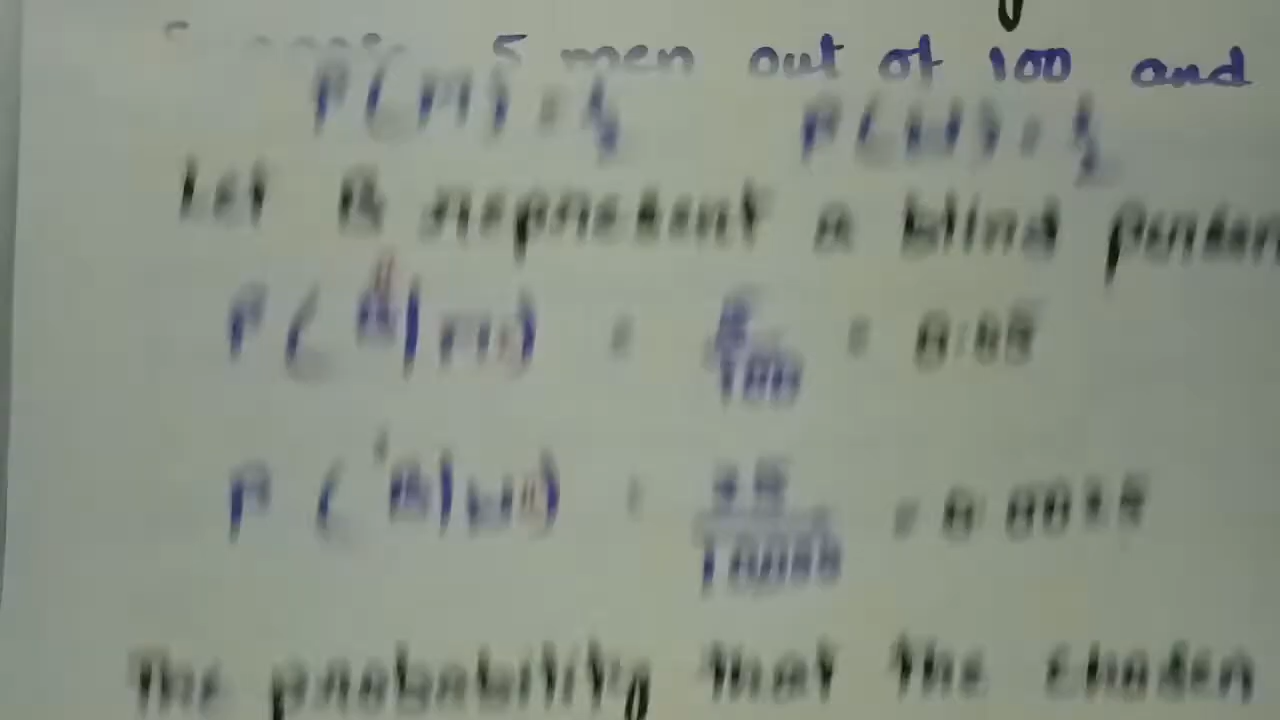 5 men out of 100 and
P(M) = 1/2 P(W) = 1/2
Let B represent a blind person
P(B|M) = 5/100 = 0.05
P(B|W) = 25/10000 = 0.0025
The probability that the chosen